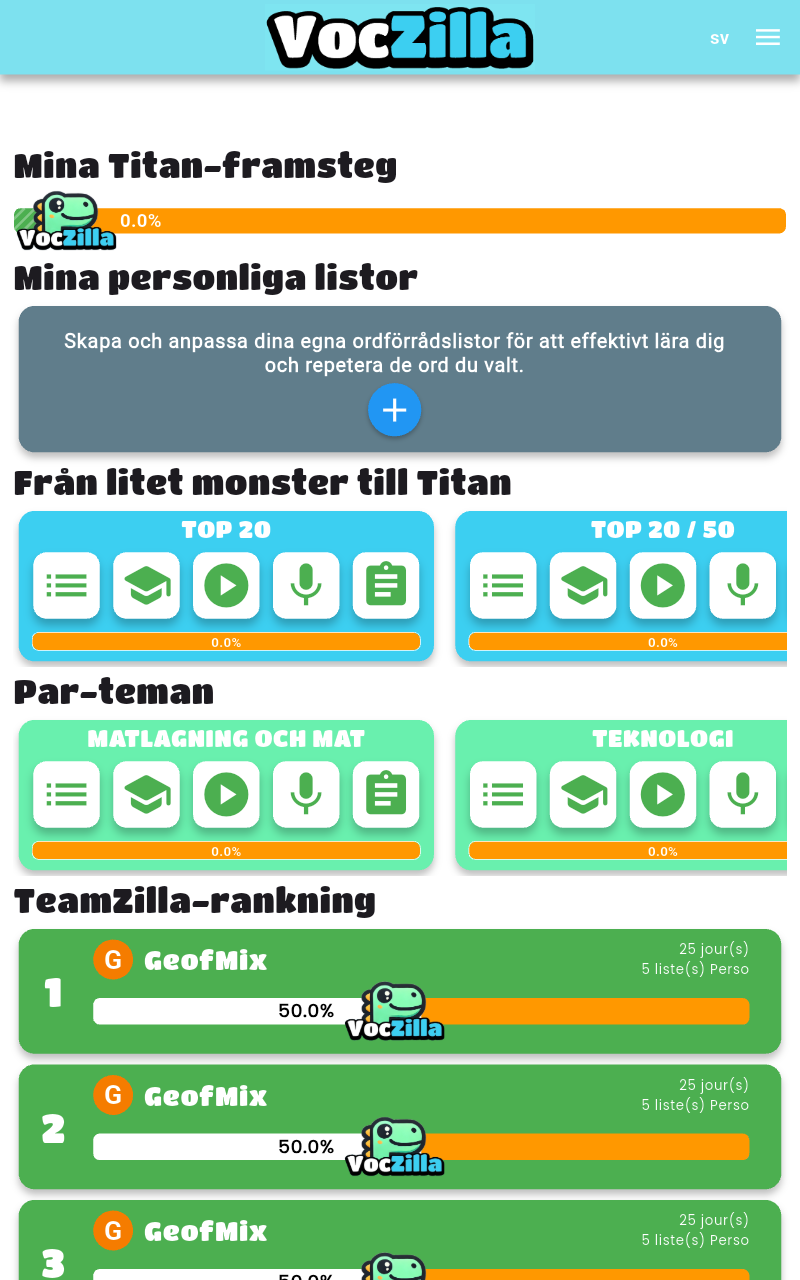 VocZilla
sv
Mina Titan-framsteg
VocZilla
0.0%
Mina personliga listor
Skapa och anpassa dina egna ordförrådslistor för att effektivt lära dig
och repetera de ord du valt.
Från litet monster till Titan
TOP 20
TOP 20 / 50
0.0%
0.0%
Par-teman
MATLAGNING OCH MAT
TEKNOLOGI
0.0%
0.0%
TeamZilla-rankning
1
G
GeofMix
25 jour(s)
5 liste(s) Perso
50.0%
VocZilla
2
G
GeofMix
25 jour(s)
5 liste(s) Perso
50.0%
VocZilla
3
G
GeofMix
25 jour(s)
5 liste(s) Perso
50.0%